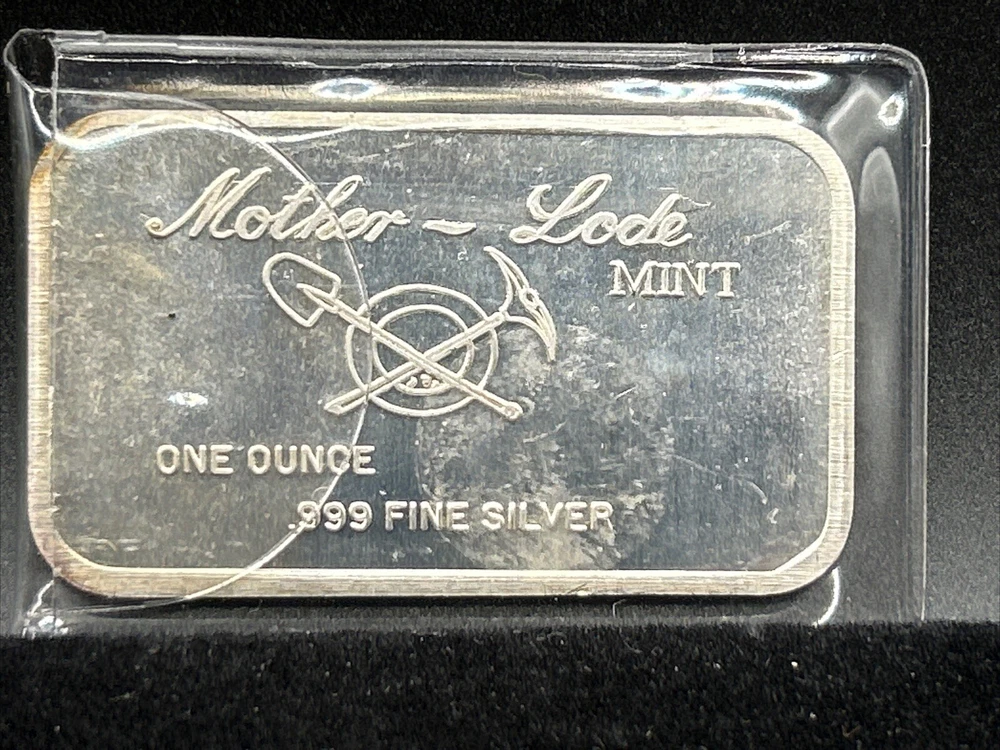 Mother - Lode
MINT
ONE OUNCE
.999 FINE SILVER